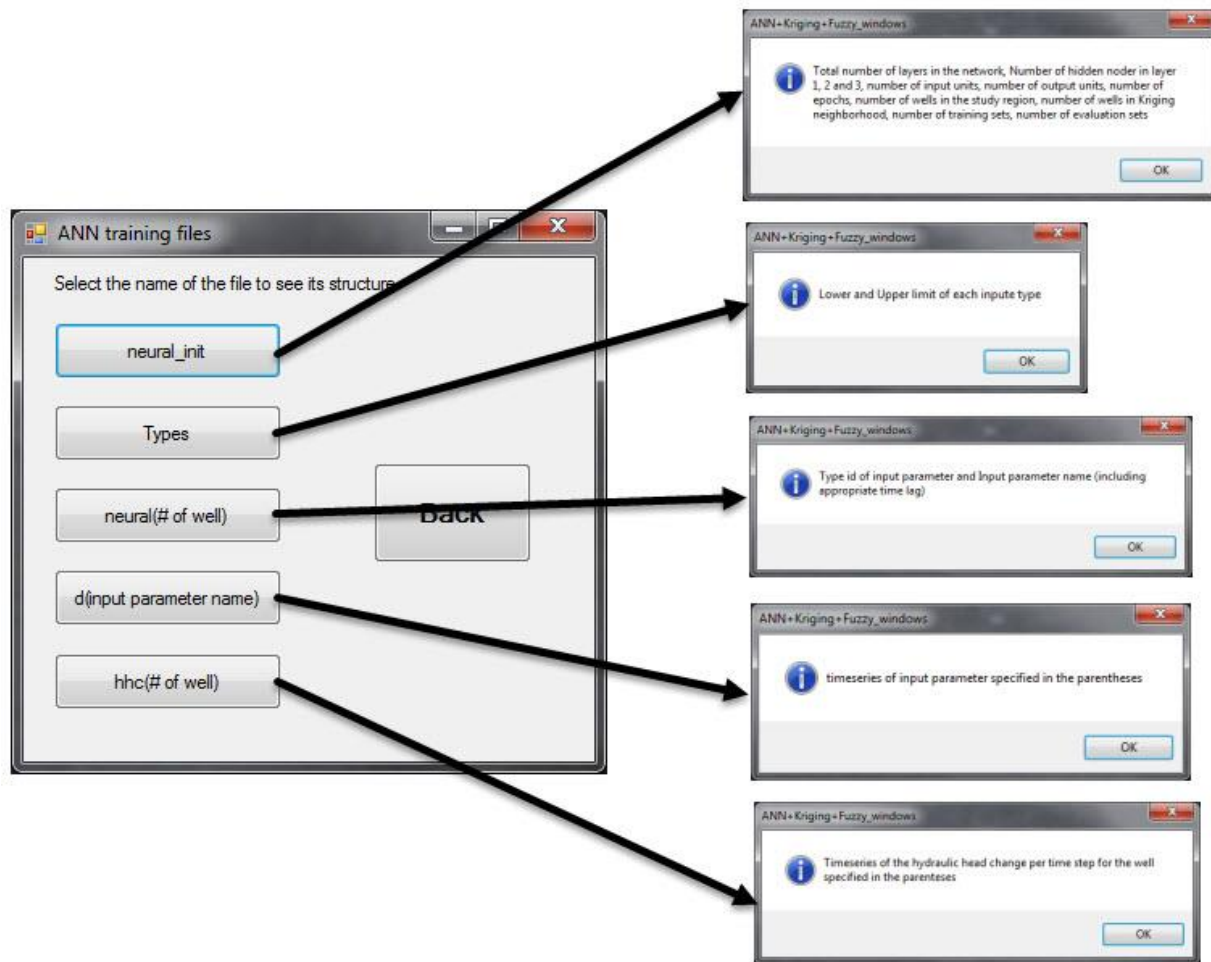 ANN training files
Select the name of the file to see its structure
neural_init
Types
neural(# of well)
d(input parameter name)
hhc(# of well)
Back
ANN+Kriging+Fuzzy_windows
Total number of layers in the network, Number of hidden noder in layer
1, 2 and 3, number of input units, number of output units, number of
epochs, number of wells in the study region, number of wells in Kriging
neighborhood, number of training sets, number of evaluation sets
OK
ANN+Kriging+Fuzzy_windows
Lower and Upper limit of each inpute type
OK
ANN+Kriging+Fuzzy_windows
Type id of input parameter and Input parameter name (including
appropriate time lag)
OK
ANN+Kriging+Fuzzy_windows
timeseries of input parameter specified in the parentheses
OK
ANN+Kriging+Fuzzy_windows
Timeseries of the hydraulic head change per time step for the well
specified in the parenteses
OK